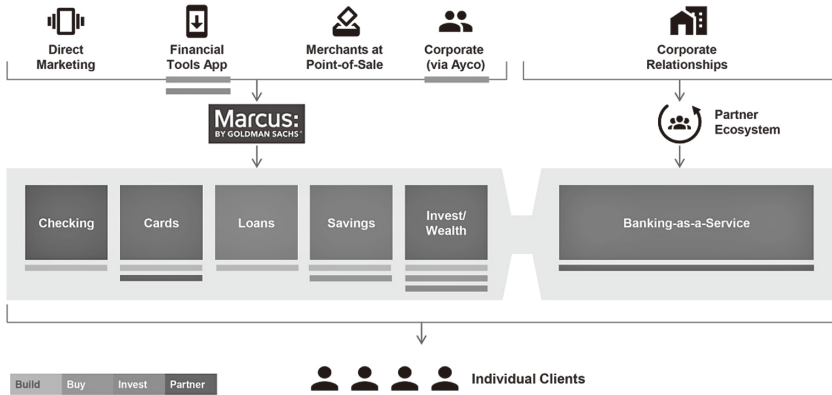 Direct
Marketing
Financial
Tools App
Merchants at
Point-of-Sale
Corporate
(via Ayco)
Corporate
Relationships
Marcus:
BY GOLDMAN SACHS
Partner
Ecosystem
Checking
Cards
Loans
Savings
Invest/
Wealth
Banking-as-a-Service
Build
Buy
Invest
Partner
Individual Clients